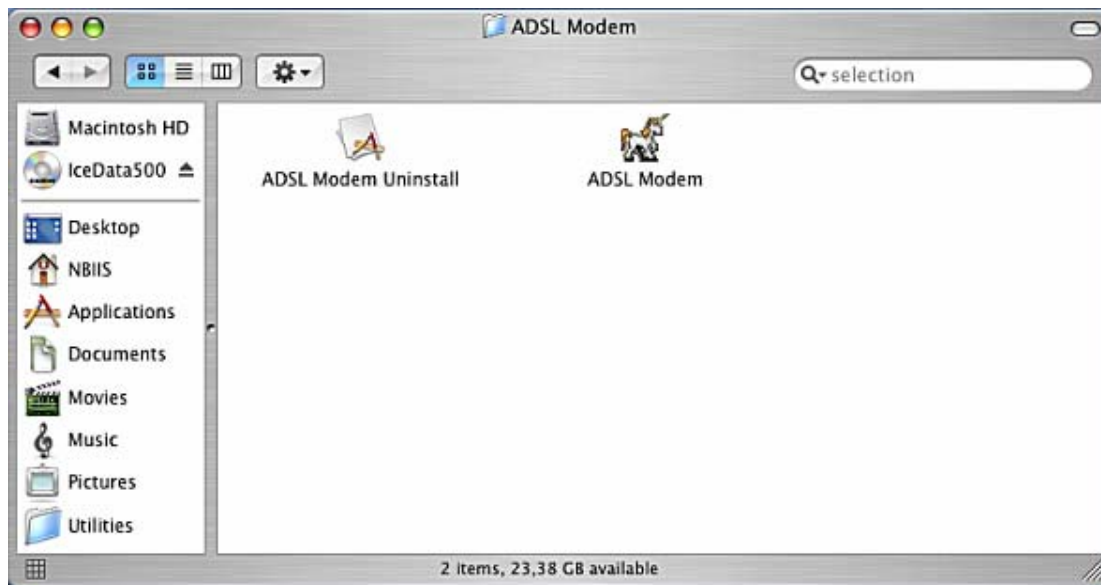 ADSL Modem
selection
Macintosh HD
IceData500
Desktop
NBIIS
Applications
Documents
Movies
Music
Pictures
Utilities
ADSL Modem Uninstall
ADSL Modem
2 items, 23,38 GB available